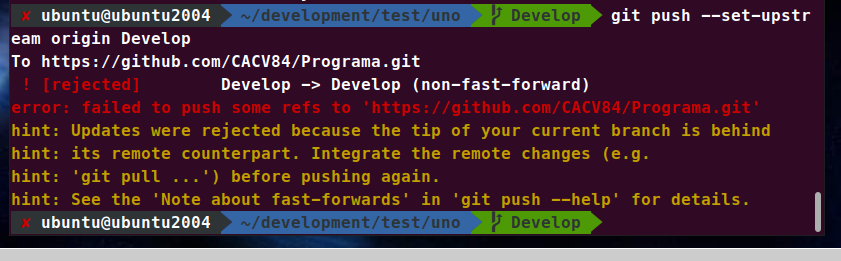 ✘ ubuntu@ubuntu2004 ~/development/test/uno Develop git push --set-upstr
eam origin Develop
To https://github.com/CACV84/Programa.git
! [rejected] Develop -> Develop (non-fast-forward)
error: failed to push some refs to 'https://github.com/CACV84/Programa.git'
hint: Updates were rejected because the tip of your current branch is behind
hint: its remote counterpart. Integrate the remote changes (e.g.
hint: 'git pull ...') before pushing again.
hint: See the 'Note about fast-forwards' in 'git push --help' for details.
✘ ubuntu@ubuntu2004 ~/development/test/uno Develop